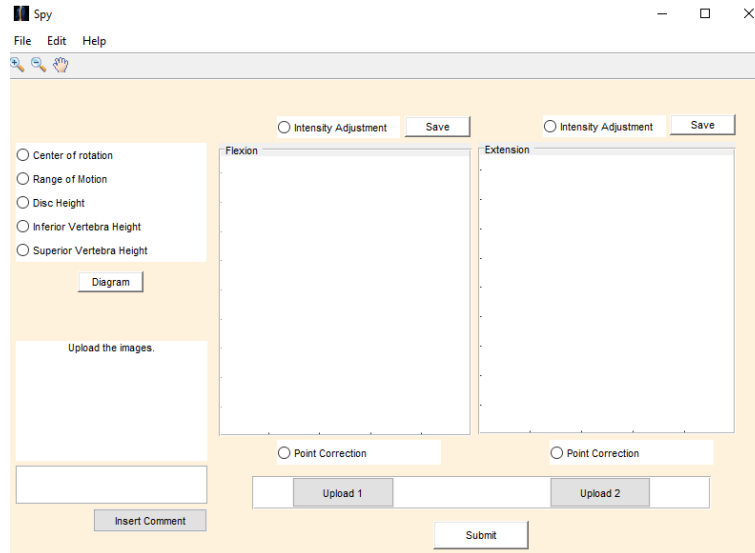 Spy
File Edit Help
Intensity Adjustment Save
Intensity Adjustment Save
Center of rotation
Range of Motion
Disc Height
Inferior Vertebra Height
Superior Vertebra Height
Diagram
Flexion
Extension
Upload the images.
Insert Comment
Point Correction
Point Correction
Upload 1
Upload 2
Submit